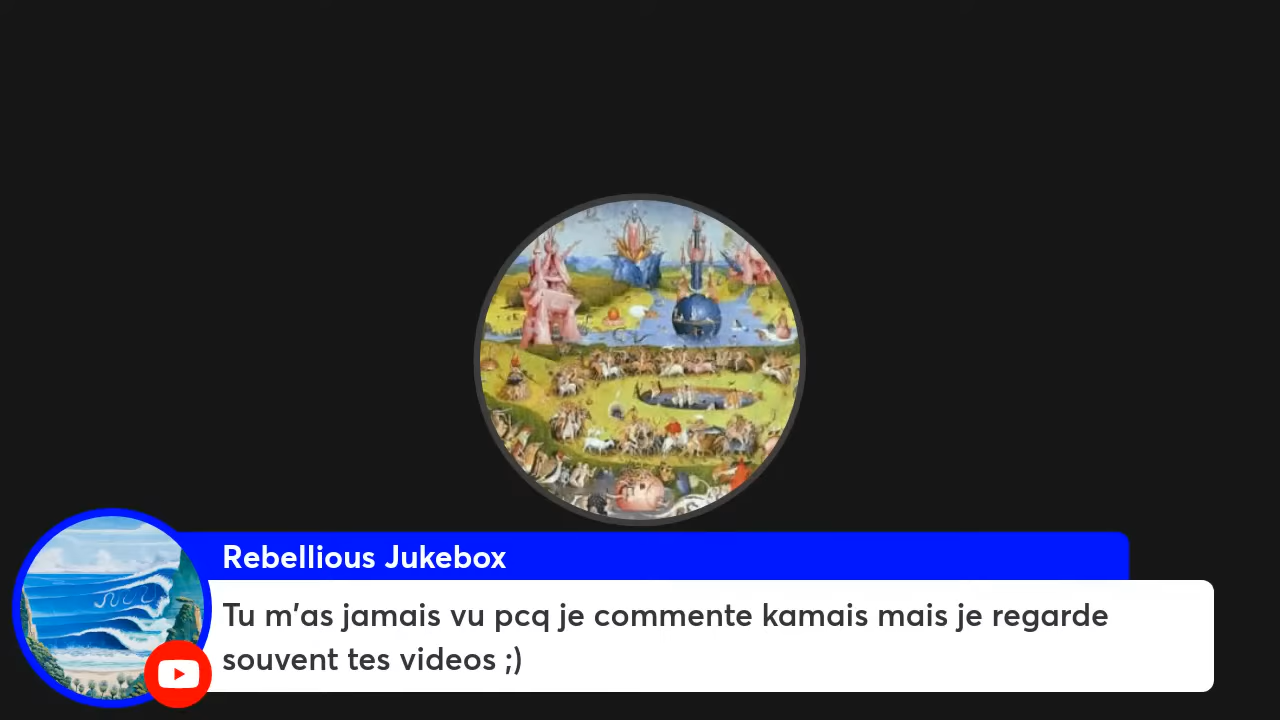 Rebellious Jukebox
Tu m'as jamais vu pcq je commente kamais mais je regarde
souvent tes videos ;)